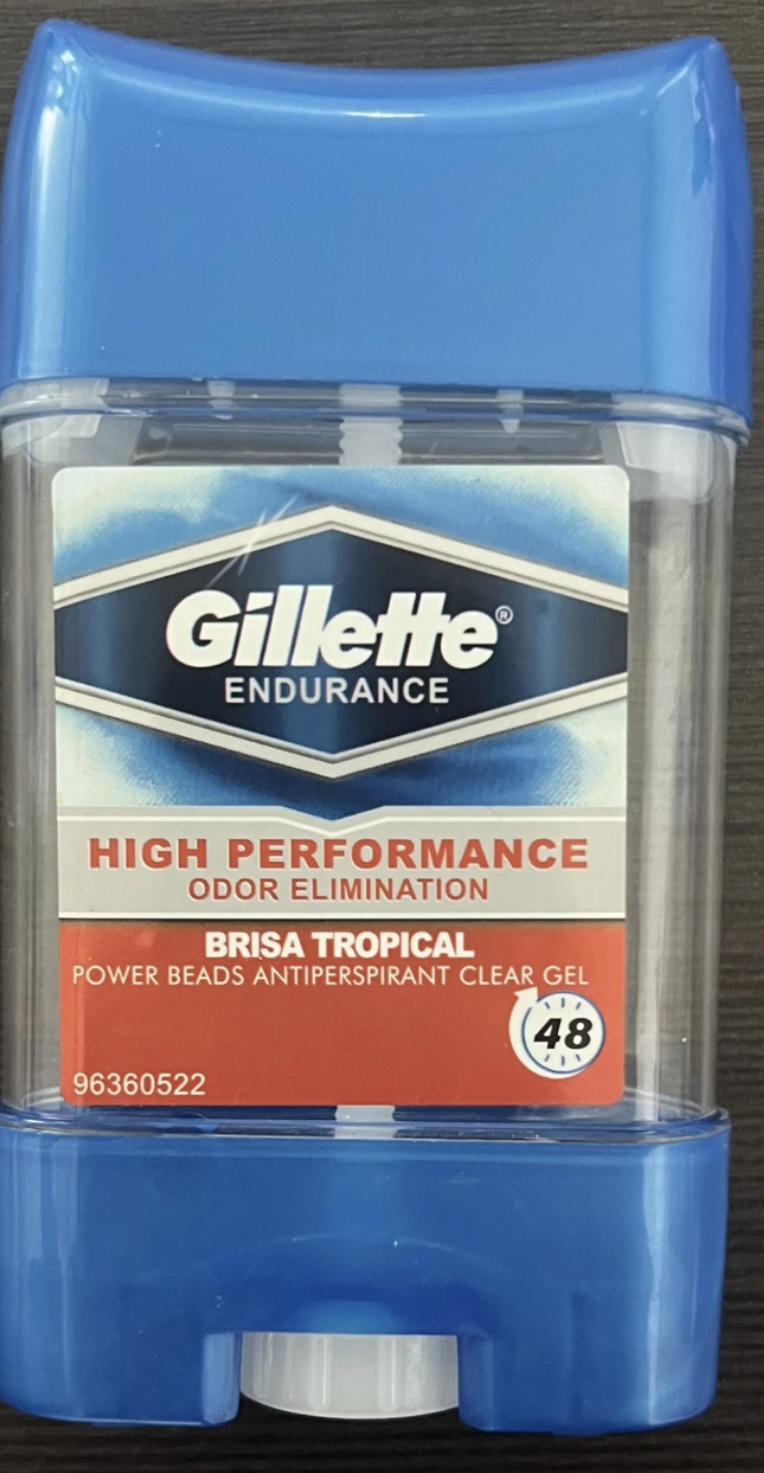 Gillette®
ENDURANCE
HIGH PERFORMANCE
ODOR ELIMINATION
BRISA TROPICAL
POWER BEADS ANTIPERSPIRANT CLEAR GEL
48
96360522